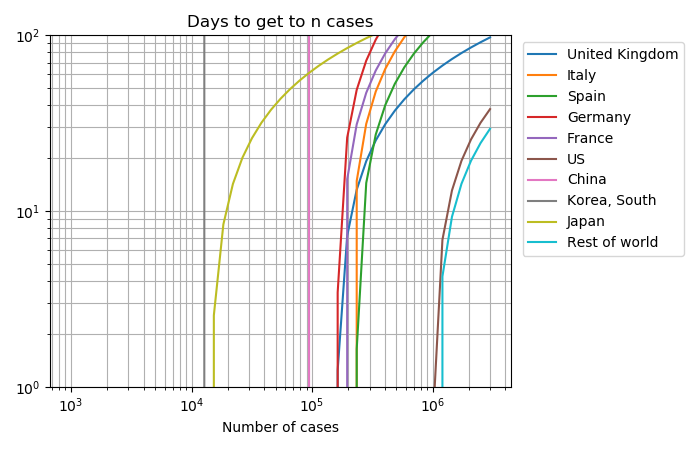 Days to get to n cases
10²
10¹
10⁰
10³
10⁴
10⁵
10⁶
Number of cases
United Kingdom
Italy
Spain
Germany
France
US
China
Korea, South
Japan
Rest of world